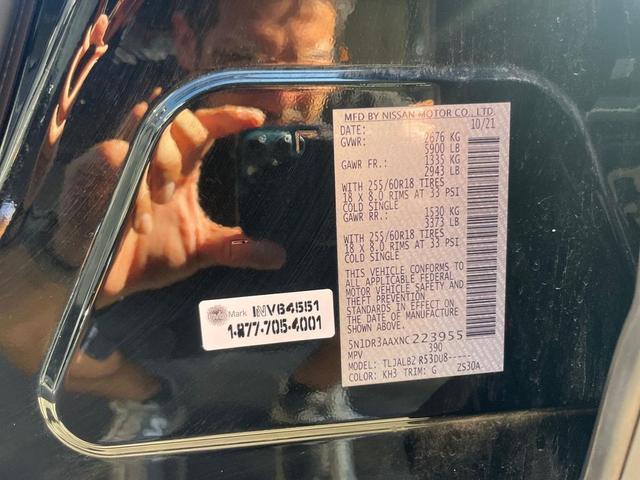 MFD BY NISSAN MOTOR CO., LTD.
DATE: 10/21
GVWR: 2676 KG
5900 LB
GAWR FR.: 1335 KG
2943 LB
WITH 255/60R18 TIRES
18 X 8.0 RIMS AT 33 PSI
COLD SINGLE
GAWR RR.: 1530 KG
3373 LB
WITH 255/60R18 TIRES
18 X 8.0 RIMS AT 33 PSI
COLD SINGLE
THIS VEHICLE CONFORMS TO
ALL APPLICABLE FEDERAL
MOTOR VEHICLE SAFETY AND
THEFT PREVENTION
STANDARDS IN EFFECT ON
THE DATE OF MANUFACTURE
SHOWN ABOVE.
5N1DR3AAXNC223955
MPV 390
MODEL: TLJALB2 R53DU8-----
COLOR: KH3 TRIM: G ZS30A
Mark INV64551
1-877-705-4001